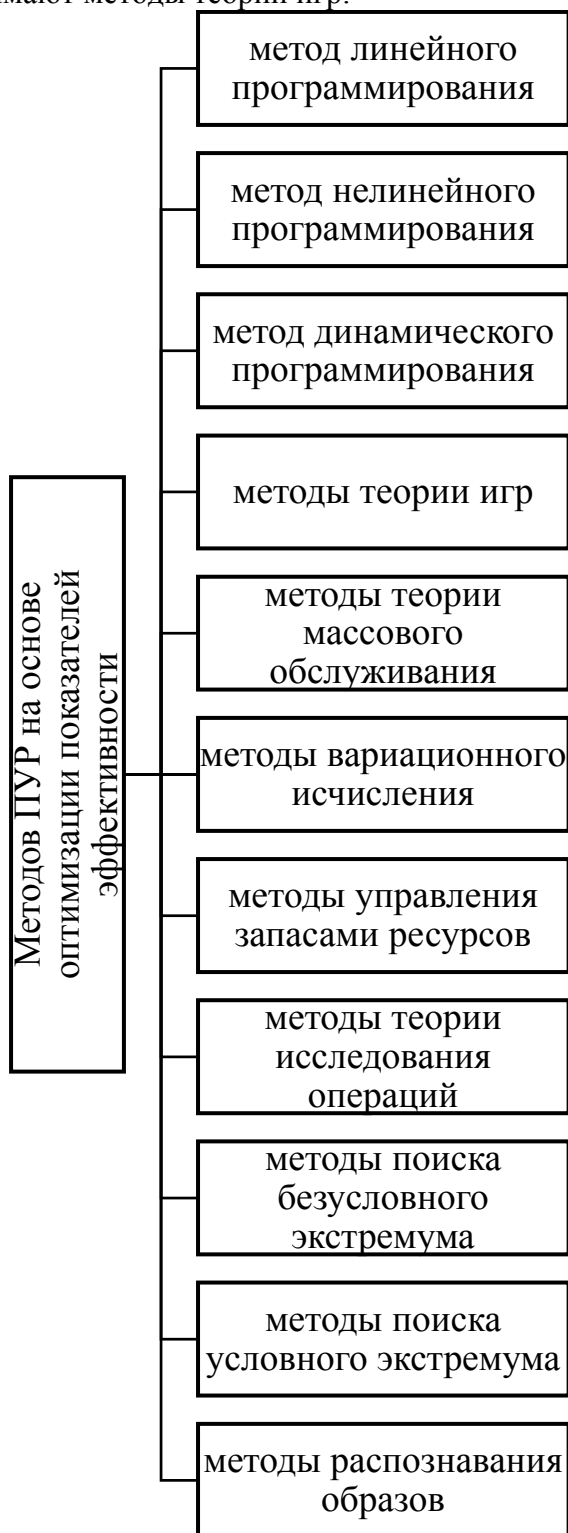 методы теории игр.
метод линейного
программирования
метод нелинейного
программирования
метод динамического
программирования
методы теории игр
методы теории
массового
обслуживания
Методов ПУР на основе
оптимизации показателей
эффективности
методы вариационного
исчисления
методы управления
запасами ресурсов
методы теории
исследования
операций
методы поиска
безусловного
экстремума
методы поиска
условного экстремума
методы распознавания
образов